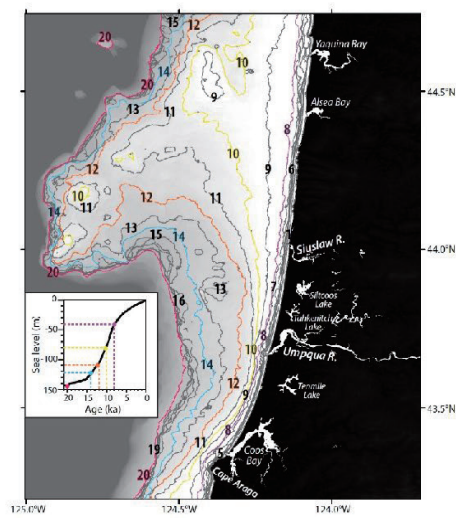 15
12
20
Yaquina Bay
10
14
20
44.5°N
9
13
11
Alsea Bay
8
10
12
9
6
10
12
11
14
11
13
15
14
Siuslaw R.
44.0°N
20
13
Siltcoos
Lake
16
7
Tahkenitch
Lake
8
Umpqua R.
14
10
12
9
Tenmile
Lake
43.5°N
11
8
19
5
Coos
Bay
20
Cape Arago
Sea level (m)
0
-50
-100
-150
20
15
10
5
0
Age (ka)
125.0°W
124.5°W
124.0°W